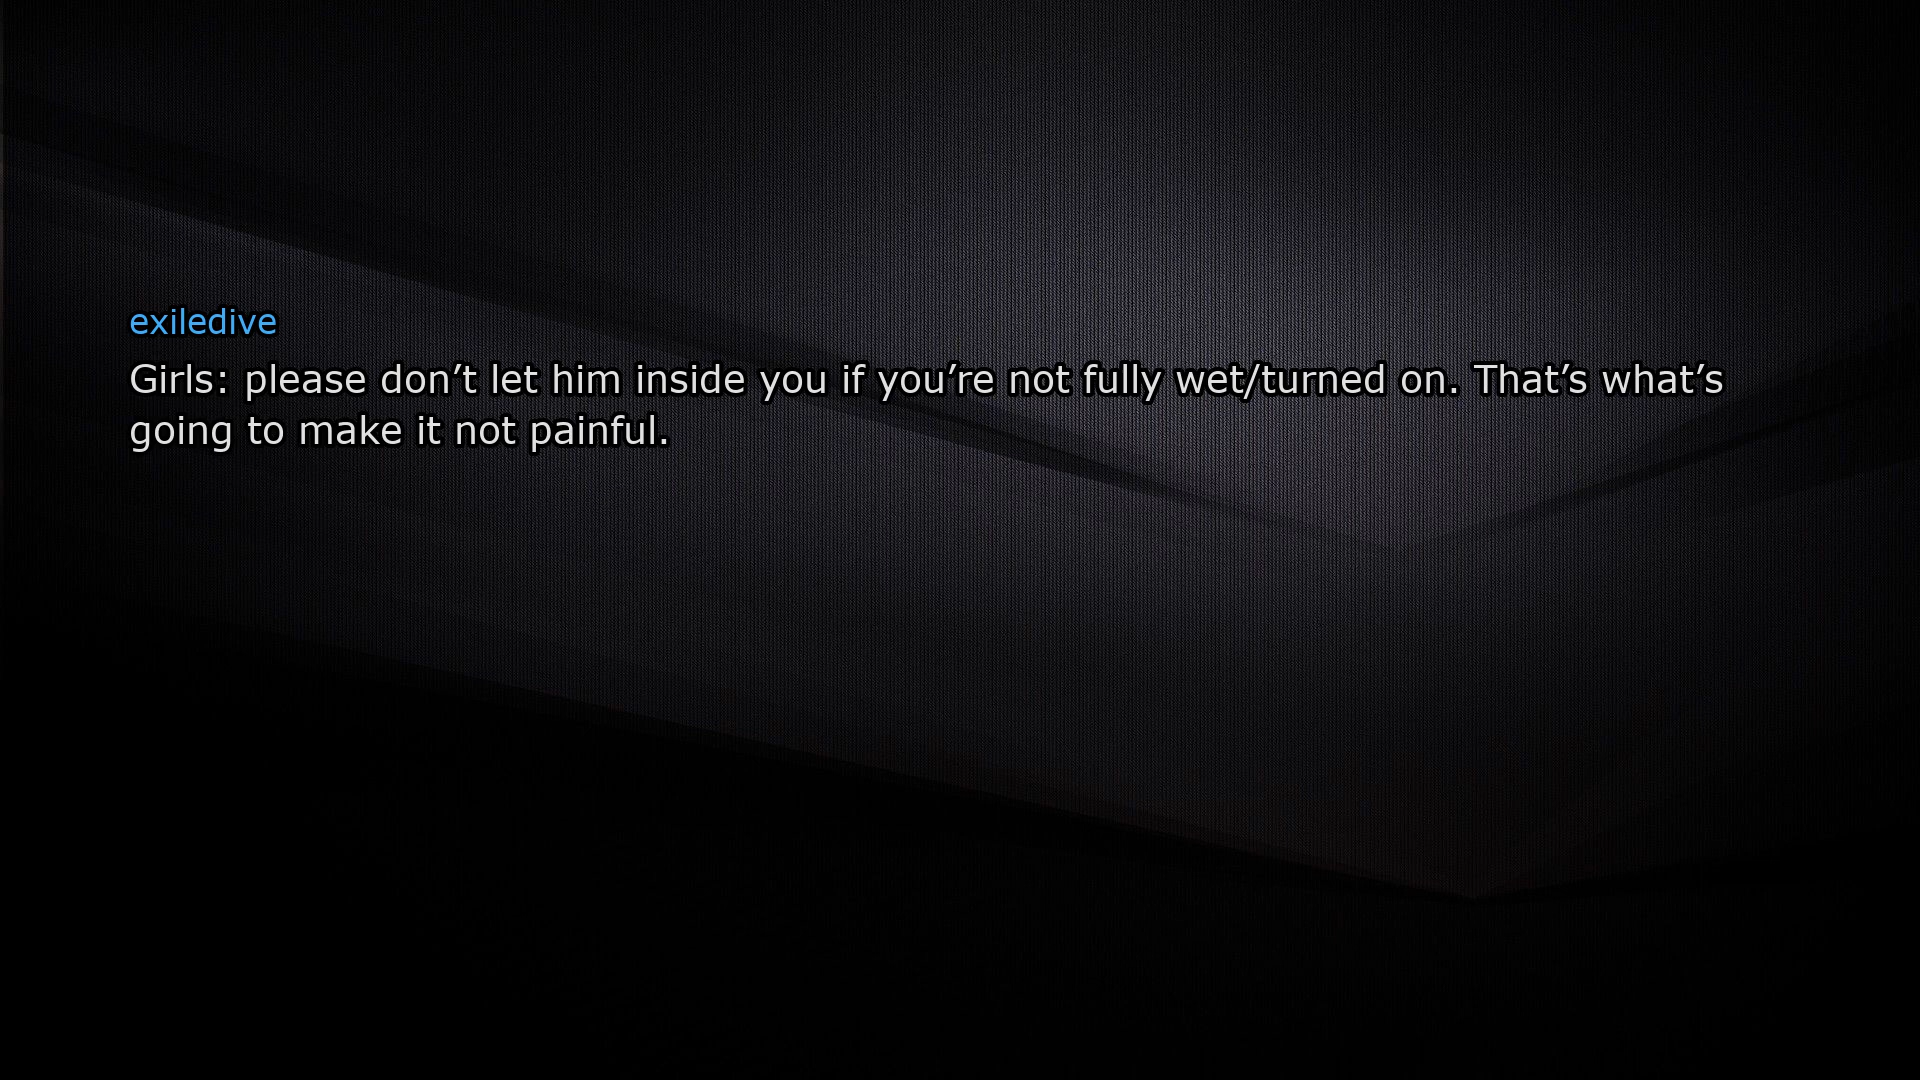 exiledive
Girls: please don’t let him inside you if you’re not fully wet/turned on. That’s what’s
going to make it not painful.